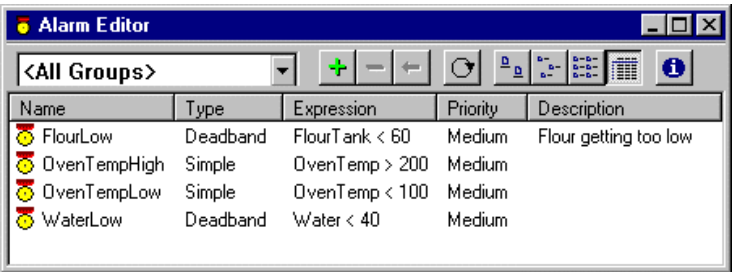 Alarm Editor
<All Groups>
Name Type Expression Priority Description
FlourLow Deadband FlourTank < 60 Medium Flour getting too low
OvenTempHigh Simple OvenTemp > 200 Medium
OvenTempLow Simple OvenTemp < 100 Medium
WaterLow Deadband Water < 40 Medium